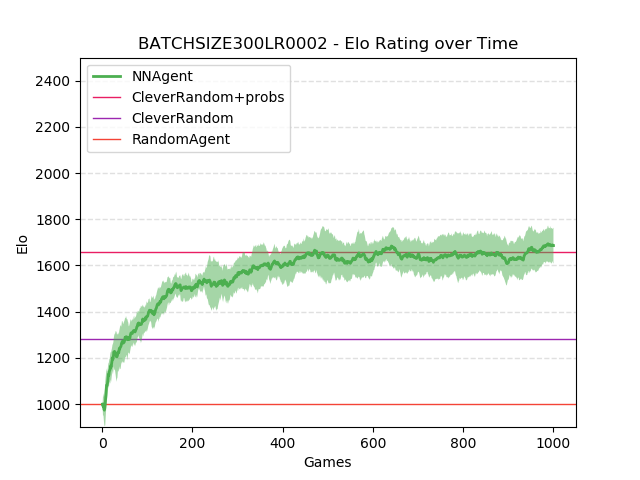 BATCHSIZE300LR0002 - Elo Rating over Time
NNAgent
CleverRandom+probs
CleverRandom
RandomAgent
Elo
2400
2200
2000
1800
1600
1400
1200
1000
0 200 400 600 800 1000
Games